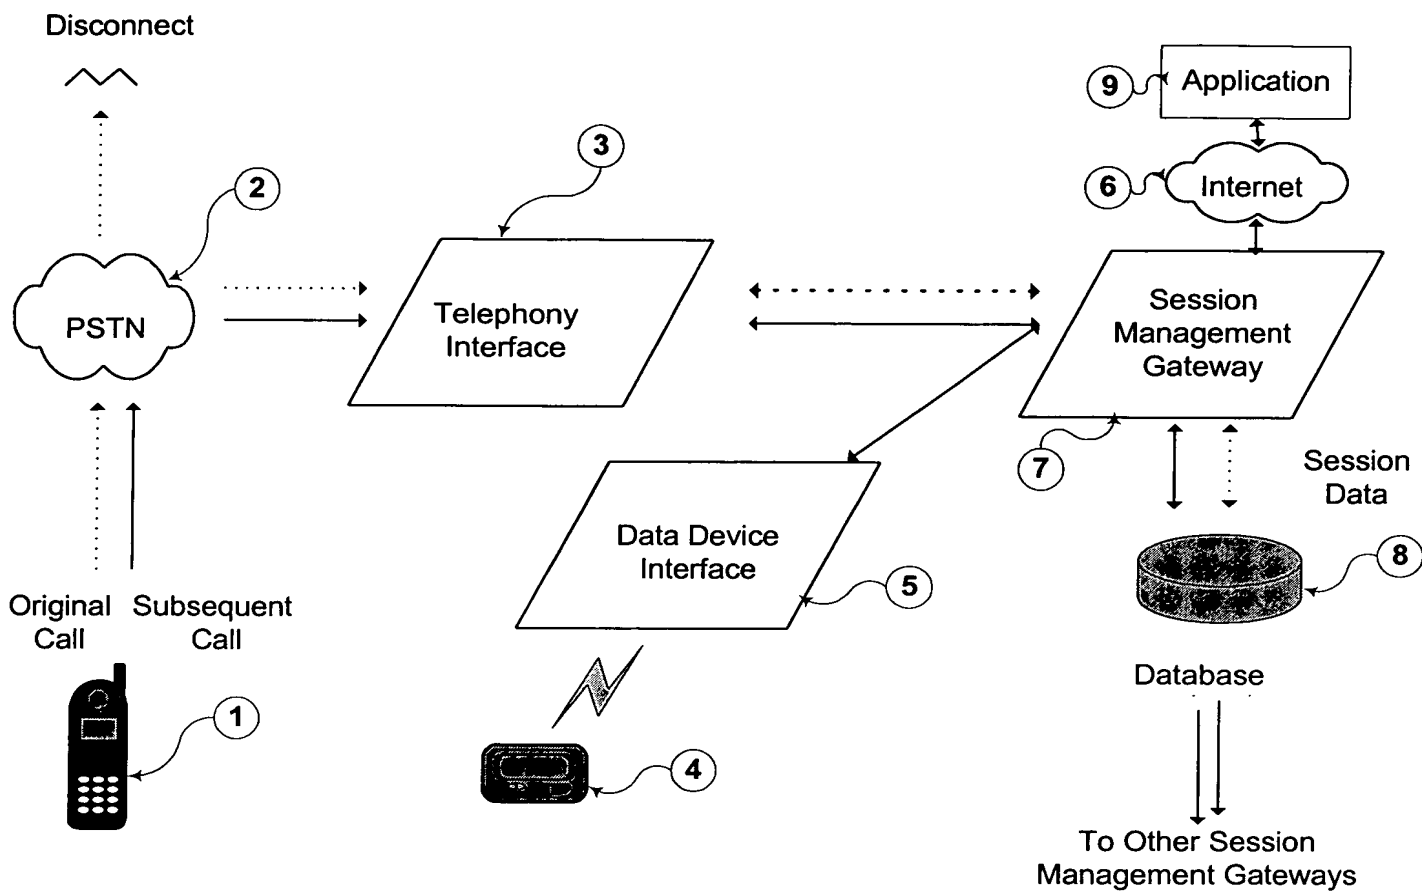 Disconnect
9
Application
3
2
6
Internet
Telephony
Interface
PSTN
Session
Management
Gateway
7
Session
Data
Data Device
Interface
5
8
Original
Call
Subsequent
Call
Database
1
4
To Other Session
Management Gateways